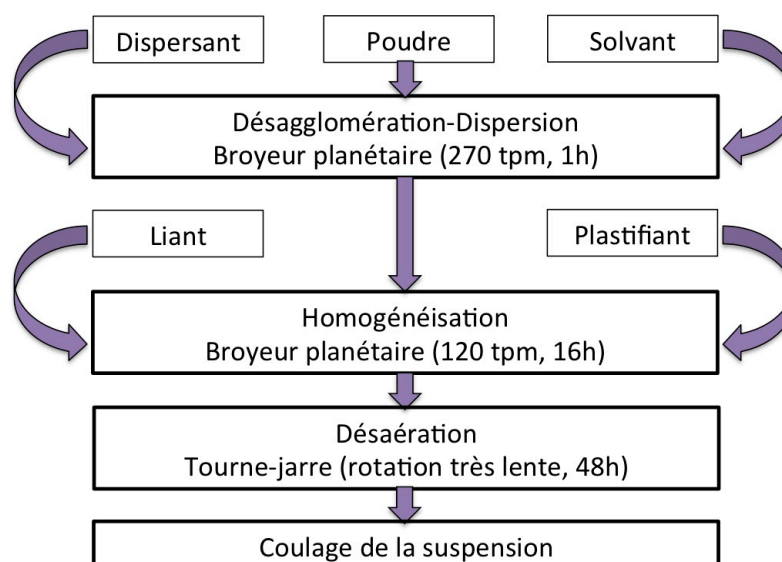 Dispersant
Poudre
Solvant
Désagglomération-Dispersion
Broyeur planétaire (270 tpm, 1h)
Liant
Plastifiant
Homogénéisation
Broyeur planétaire (120 tpm, 16h)
Désaération
Tourne-jarre (rotation très lente, 48h)
Coulage de la suspension